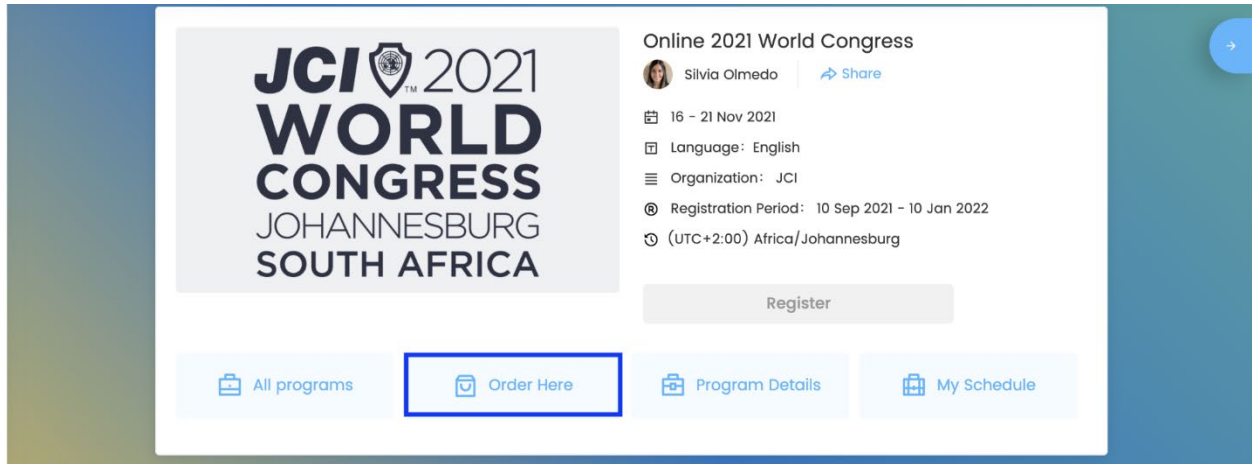 JCI 2021
WORLD
CONGRESS
JOHANNESBURG
SOUTH AFRICA
Online 2021 World Congress
Silvia Olmedo
Share
16 - 21 Nov 2021
Language: English
Organization: JCI
Registration Period: 10 Sep 2021 - 10 Jan 2022
(UTC+2:00) Africa/Johannesburg
Register
All programs
Order Here
Program Details
My Schedule